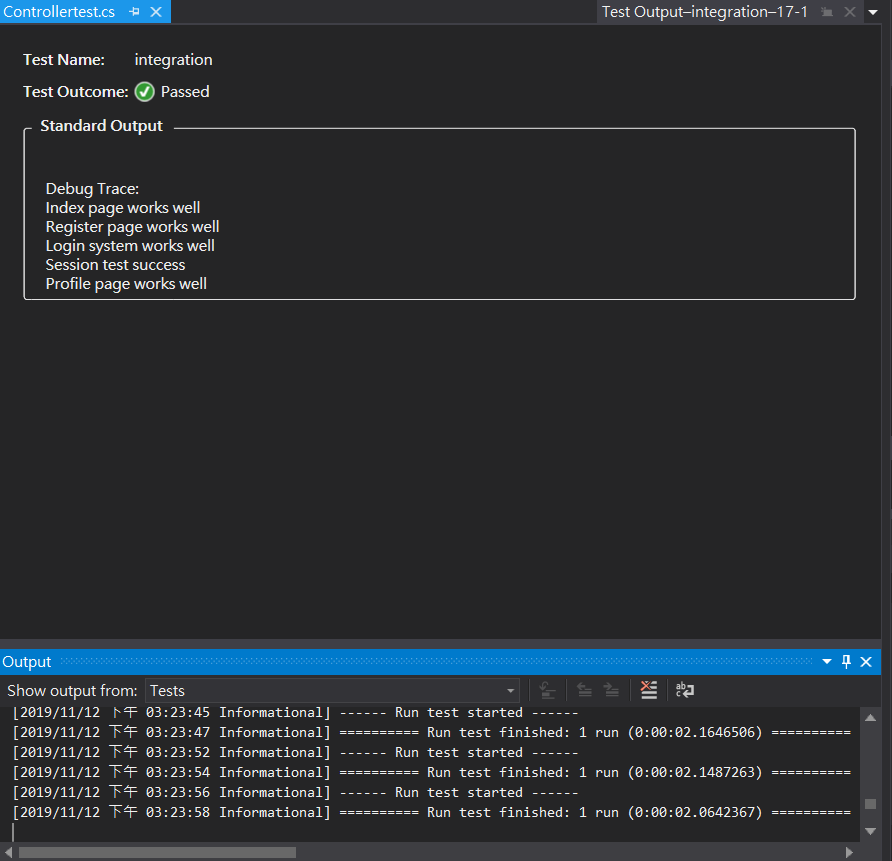 Controllertest.cs
Test Output–integration–17-1
Test Name: integration
Test Outcome: Passed
Standard Output
Debug Trace:
Index page works well
Register page works well
Login system works well
Session test success
Profile page works well
Output
Show output from: Tests
[2019/11/12 下午 03:23:45 Informational] ------ Run test started ------
[2019/11/12 下午 03:23:47 Informational] ========== Run test finished: 1 run (0:00:02.1646506) ==========
[2019/11/12 下午 03:23:52 Informational] ------ Run test started ------
[2019/11/12 下午 03:23:54 Informational] ========== Run test finished: 1 run (0:00:02.1487263) ==========
[2019/11/12 下午 03:23:56 Informational] ------ Run test started ------
[2019/11/12 下午 03:23:58 Informational] ========== Run test finished: 1 run (0:00:02.0642367) ==========